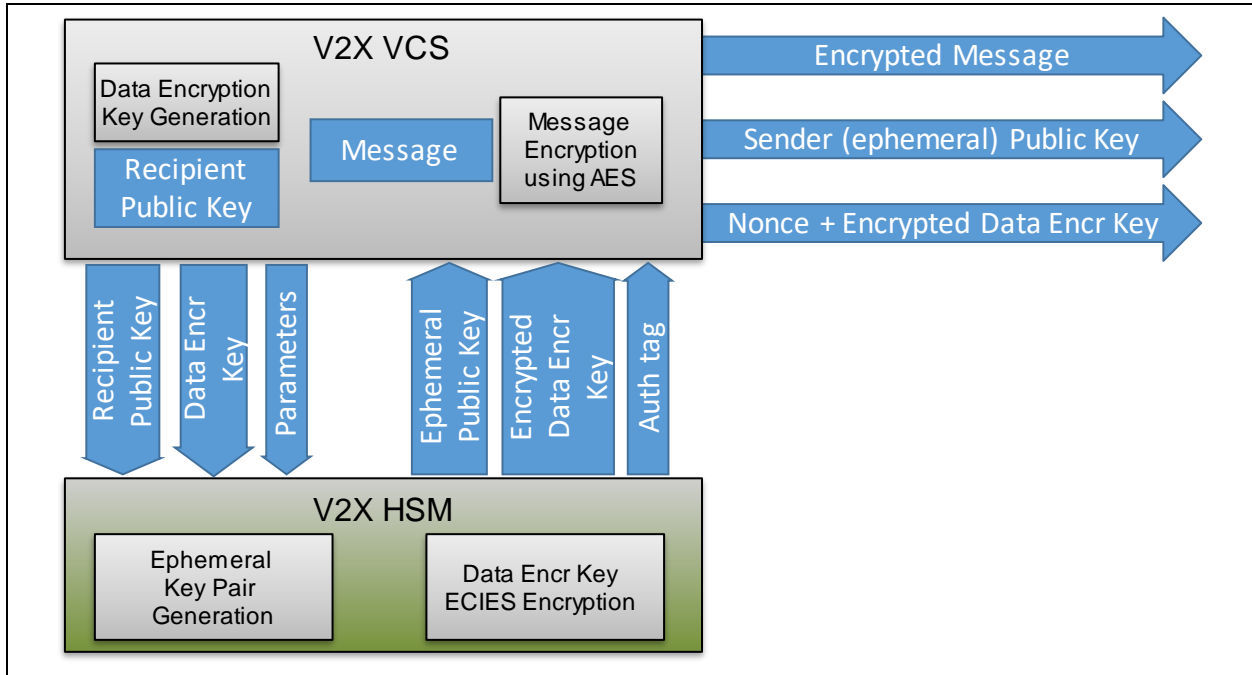 V2X VCS
Data Encryption
Key Generation
Recipient
Public Key
Message
Message
Encryption
using AES
Encrypted Message
Sender (ephemeral) Public Key
Nonce + Encrypted Data Encr Key
Recipient
Public Key
Data Encr
Key
Parameters
Ephemeral
Public Key
Encrypted
Data Encr
Key
Auth tag
V2X HSM
Ephemeral
Key Pair
Generation
Data Encr Key
ECIES Encryption